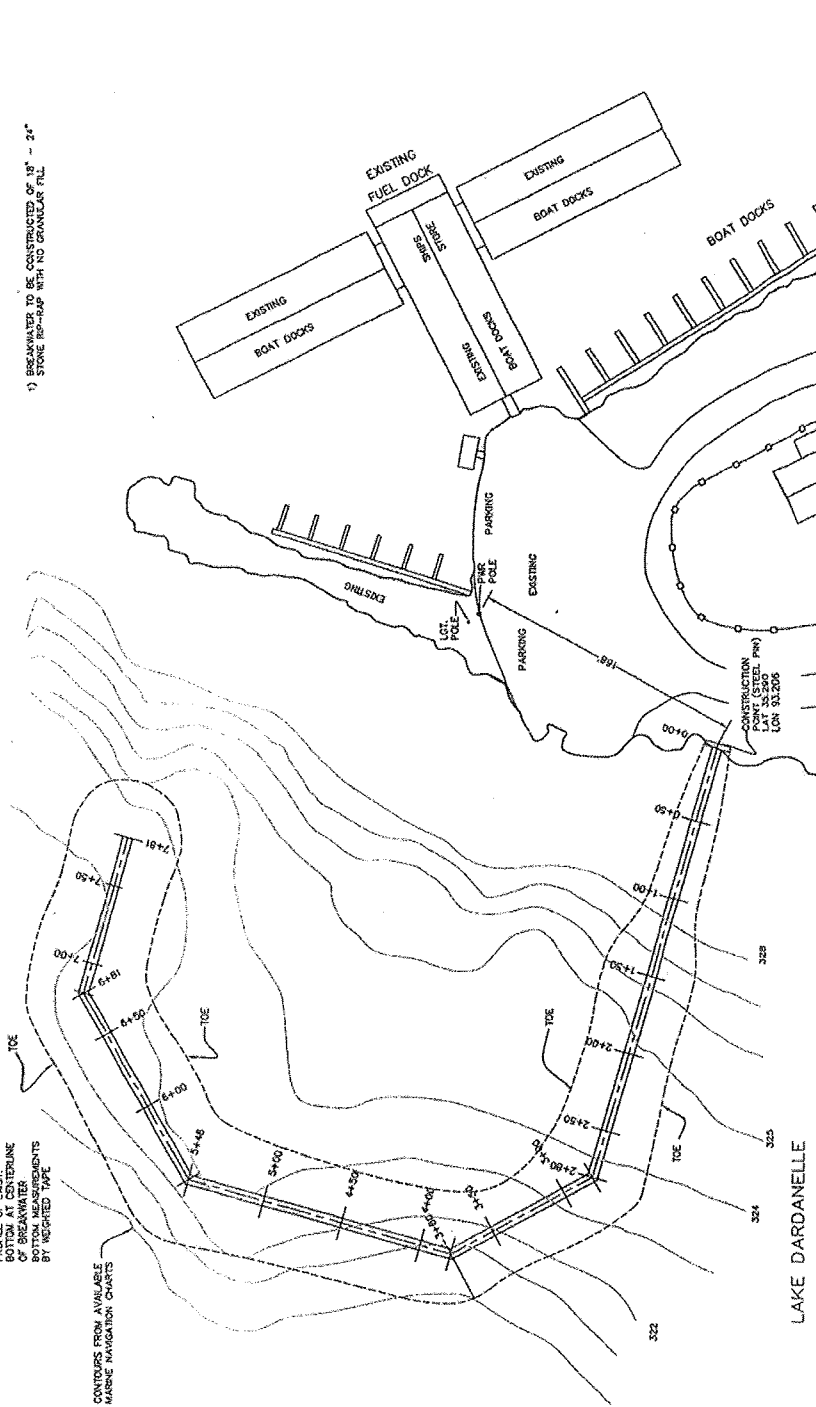 1) BREAKWATER TO BE CONSTRUCTED OF 18" - 24"
STONE RIP-RAP WITH NO GRANULAR FILL
EXISTING
FUEL DOCK
EXISTING
BOAT DOCKS
SHIPS
STORE
EXISTING
BOAT DOCKS
EXISTING
BOAT DOCKS
BOAT DOCKS
EXISTING
LGT.
POLE
PWR
POLE
PARKING
EXISTING
PARKING
168'
CONSTRUCTION
POINT (STEEL PIN)
LAT 35.290
LON 93.206
0+00
0+50
1+00
1+50
2+00
2+50
2+80
3+50
3+80
4+00
4+50
5+00
5+48
6+00
6+50
6+81
7+00
7+50
7+81
TOE
TOE
TOE
TOE
BOTTOM AT CENTERLINE
OF BREAKWATER
BOTTOM MEASUREMENTS
BY WEIGHTED TAPE
CONTOURS FROM AVAILABLE
MARINE NAVIGATION CHARTS
328
325
324
322
LAKE DARDANELLE